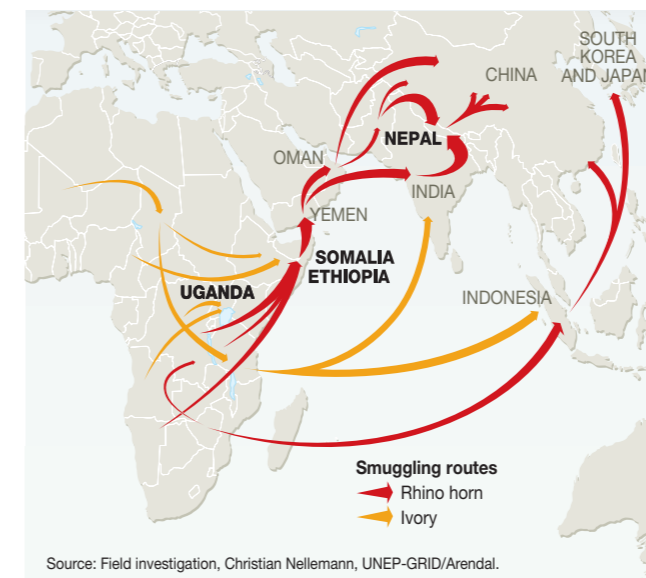 SOUTH
KOREA
AND JAPAN
CHINA
NEPAL
OMAN
INDIA
YEMEN
SOMALIA
ETHIOPIA
UGANDA
INDONESIA
Smuggling routes
Rhino horn
Ivory
Source: Field investigation, Christian Nellemann, UNEP-GRID/Arendal.